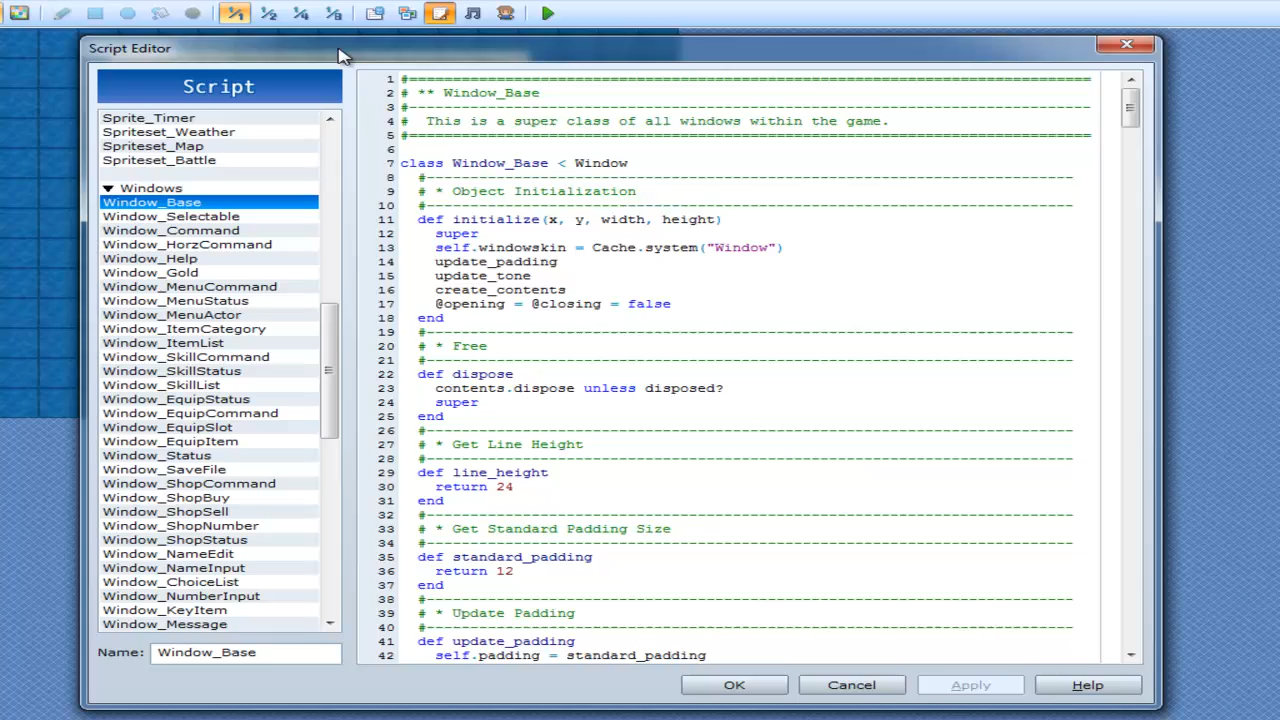 1/1 1/2 1/4 1/8
Script Editor
Script
Sprite_Timer
Spriteset_Weather
Spriteset_Map
Spriteset_Battle
▼ Windows
Window_Base
Window_Selectable
Window_Command
Window_HorzCommand
Window_Help
Window_Gold
Window_MenuCommand
Window_MenuStatus
Window_MenuActor
Window_ItemCategory
Window_ItemList
Window_SkillCommand
Window_SkillStatus
Window_SkillList
Window_EquipStatus
Window_EquipCommand
Window_EquipSlot
Window_EquipItem
Window_Status
Window_SaveFile
Window_ShopCommand
Window_ShopBuy
Window_ShopSell
Window_ShopNumber
Window_ShopStatus
Window_NameEdit
Window_NameInput
Window_ChoiceList
Window_NumberInput
Window_KeyItem
Window_Message
Name: Window_Base
1 #==============================================================================
2 # ** Window_Base
3 #------------------------------------------------------------------------------
4 #  This is a super class of all windows within the game.
5 #==============================================================================
6
7 class Window_Base < Window
8   #--------------------------------------------------------------------------
9   # * Object Initialization
10   #--------------------------------------------------------------------------
11   def initialize(x, y, width, height)
12     super
13     self.windowskin = Cache.system("Window")
14     update_padding
15     update_tone
16     create_contents
17     @opening = @closing = false
18   end
19   #--------------------------------------------------------------------------
20   # * Free
21   #--------------------------------------------------------------------------
22   def dispose
23     contents.dispose unless disposed?
24     super
25   end
26   #--------------------------------------------------------------------------
27   # * Get Line Height
28   #--------------------------------------------------------------------------
29   def line_height
30     return 24
31   end
32   #--------------------------------------------------------------------------
33   # * Get Standard Padding Size
34   #--------------------------------------------------------------------------
35   def standard_padding
36     return 12
37   end
38   #--------------------------------------------------------------------------
39   # * Update Padding
40   #--------------------------------------------------------------------------
41   def update_padding
42     self.padding = standard_padding
OK Cancel Apply Help